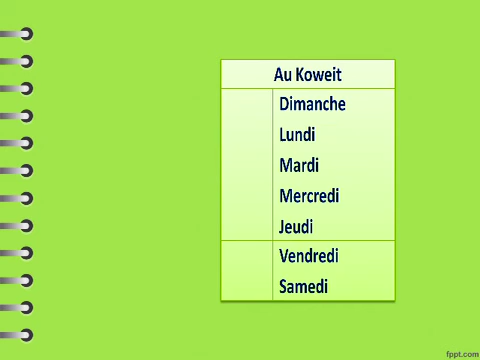 Au Koweit
Dimanche
Lundi
Mardi
Mercredi
Jeudi
Vendredi
Samedi
fppt.com